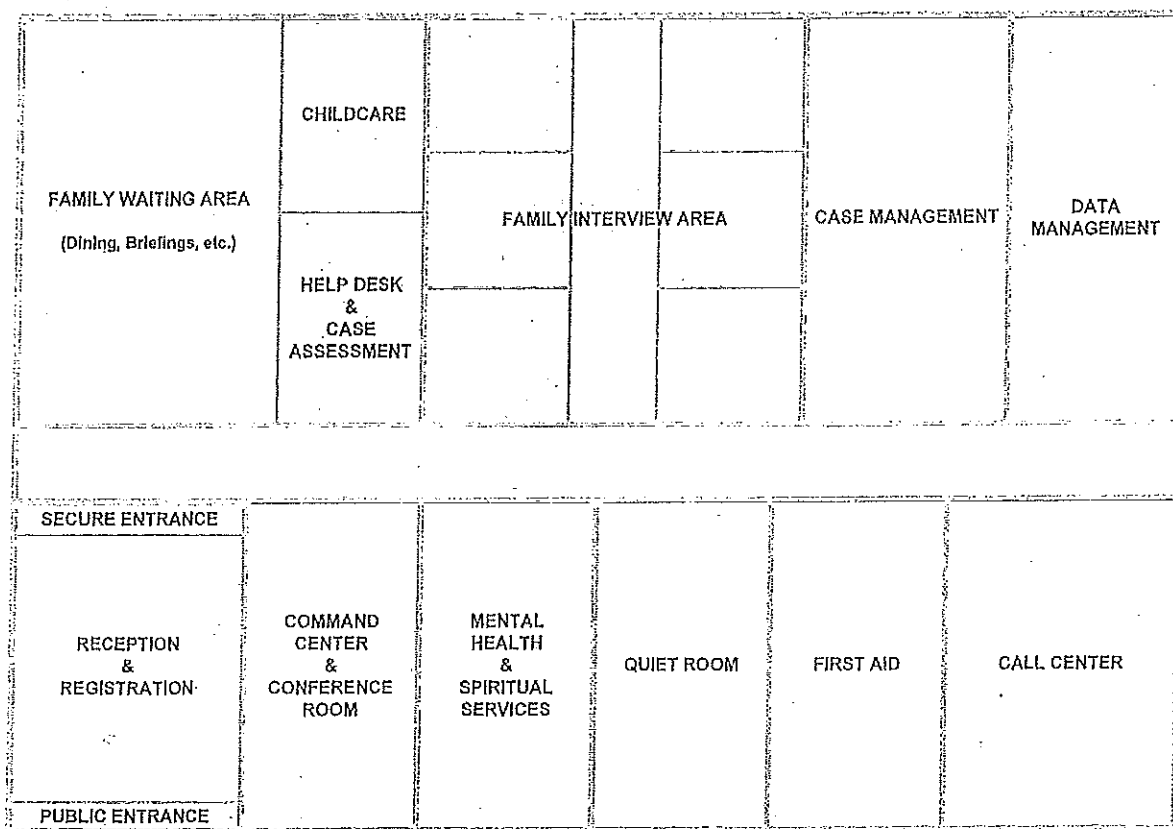 CHILDCARE
FAMILY WAITING AREA
(Dining, Briefings, etc.)
HELP DESK
&
CASE
ASSESSMENT
FAMILY INTERVIEW AREA
CASE MANAGEMENT
DATA
MANAGEMENT
SECURE ENTRANCE
RECEPTION
&
REGISTRATION
PUBLIC ENTRANCE
COMMAND
CENTER
&
CONFERENCE
ROOM
MENTAL
HEALTH
&
SPIRITUAL
SERVICES
QUIET ROOM
FIRST AID
CALL CENTER